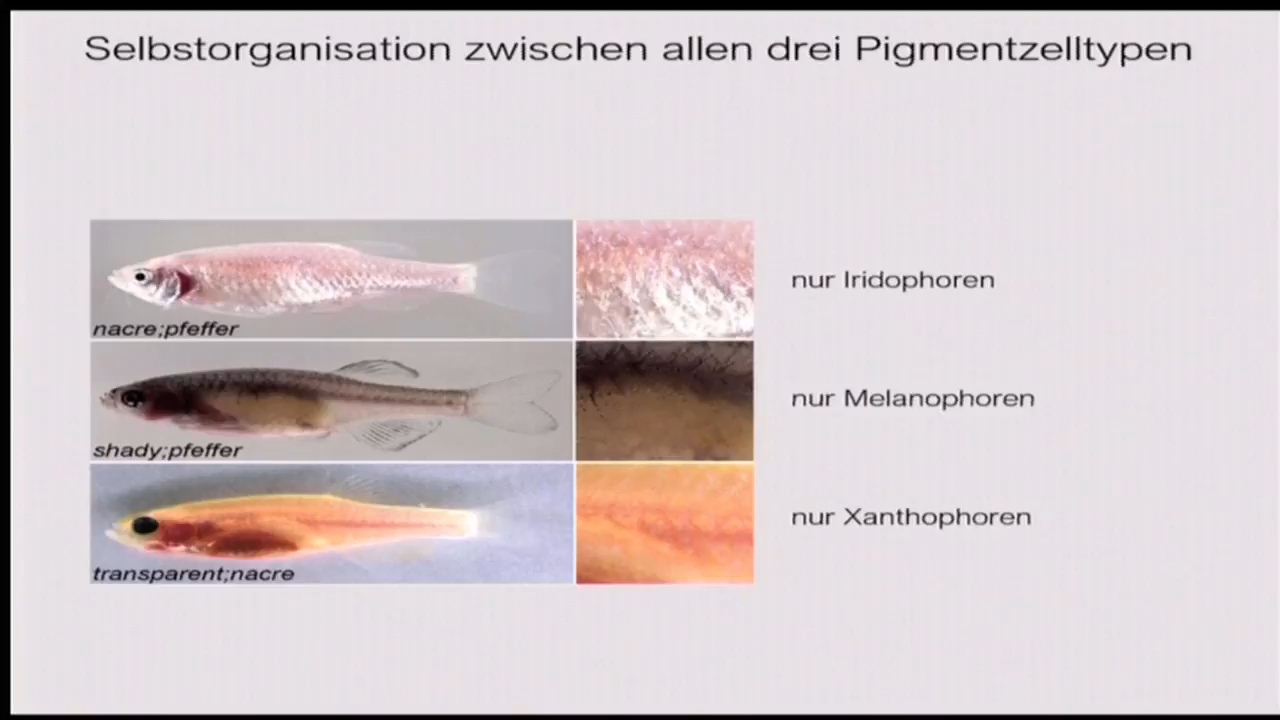 Selbstorganisation zwischen allen drei Pigmentzelltypen
nacre;pfeffer
nur Iridophoren
shady;pfeffer
nur Melanophoren
transparent;nacre
nur Xanthophoren